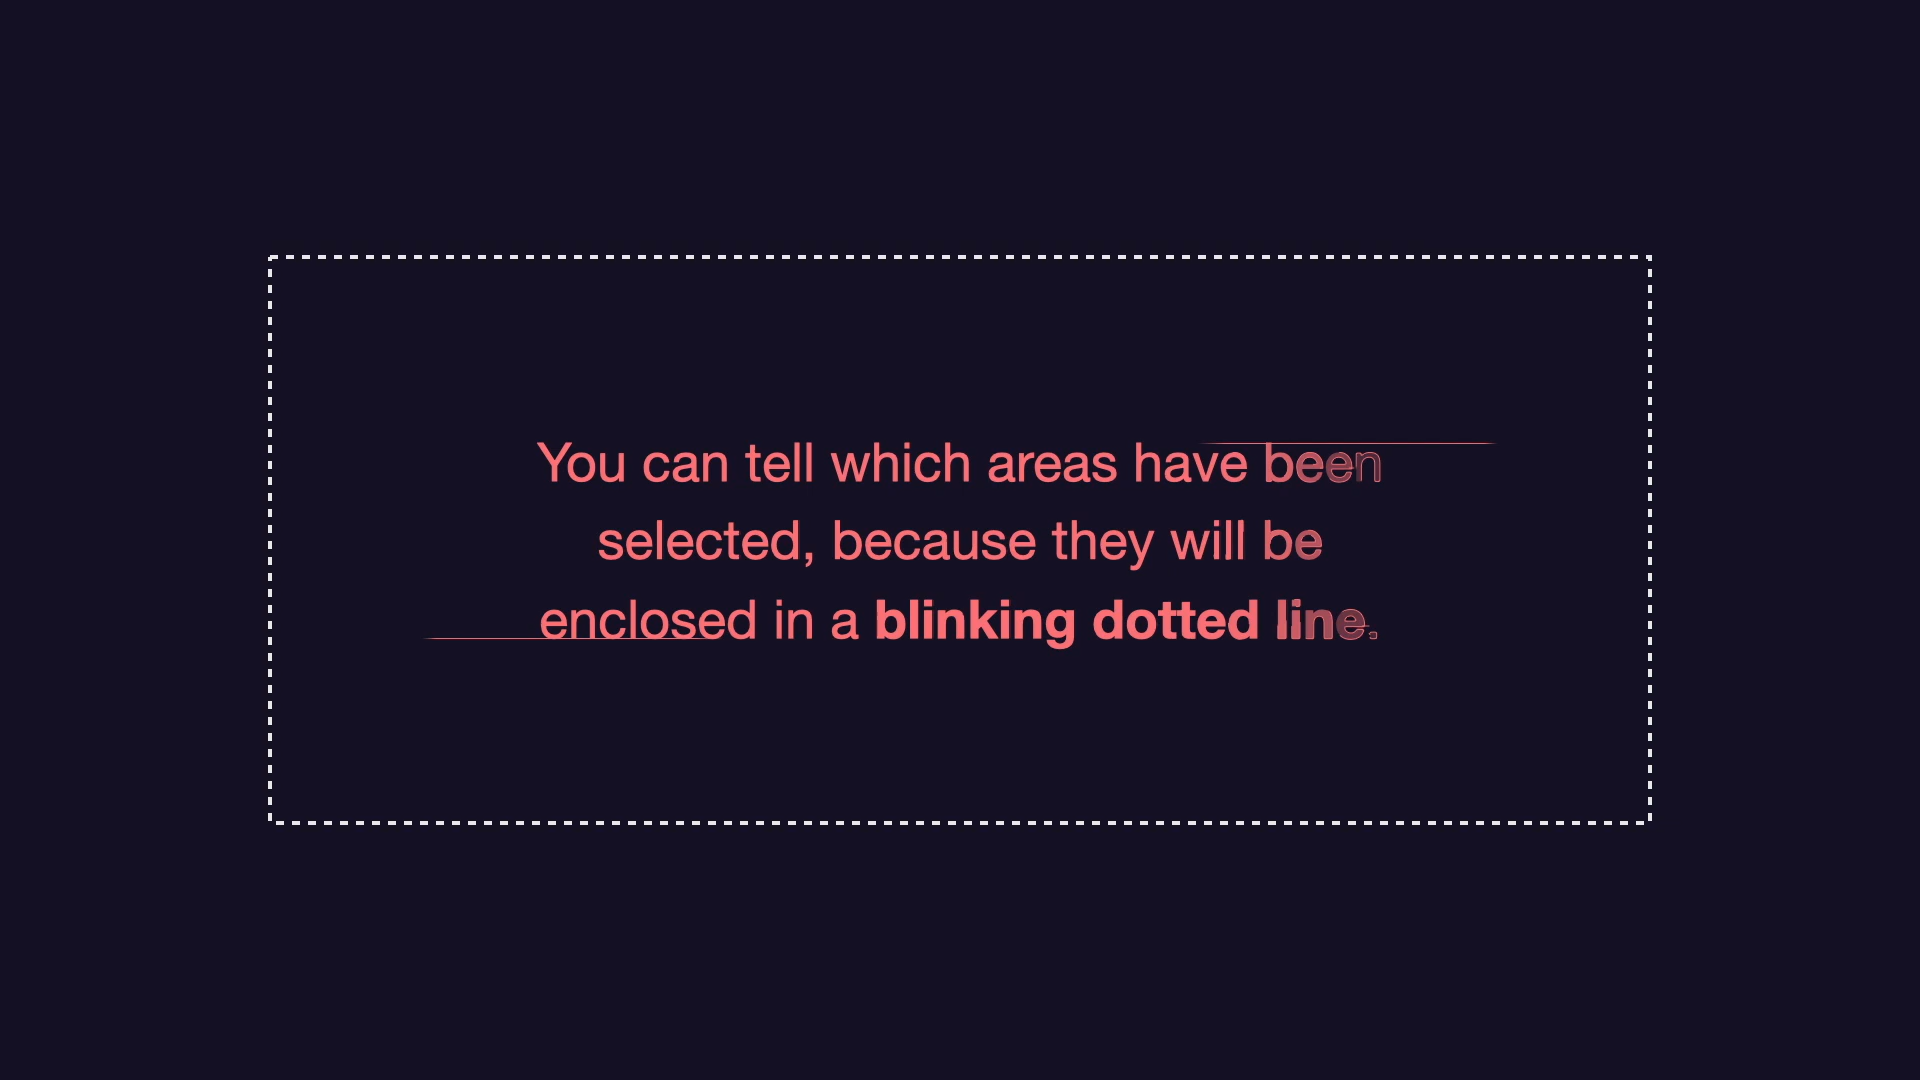 You can tell which areas have been
selected, because they will be
enclosed in a blinking dotted line.